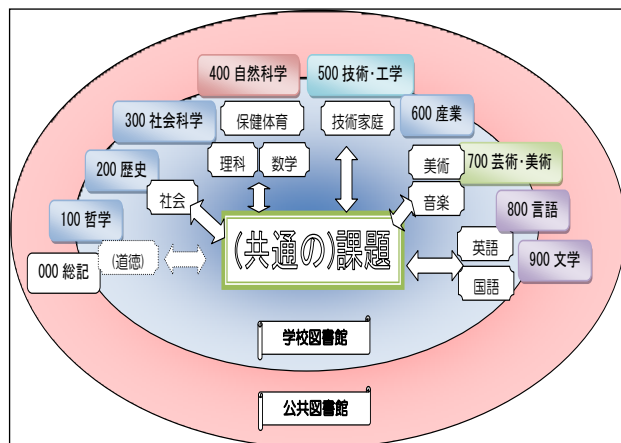 400 自然科学
500 技術・工学
300 社会科学
保健体育
技術家庭
600 産業
200 歴史
理科
数学
美術
700 芸術・美術
社会
音楽
100 哲学
800 言語
(共通の)課題
英語
000 総記
(道徳)
国語
900 文学
学校図書館
公共図書館